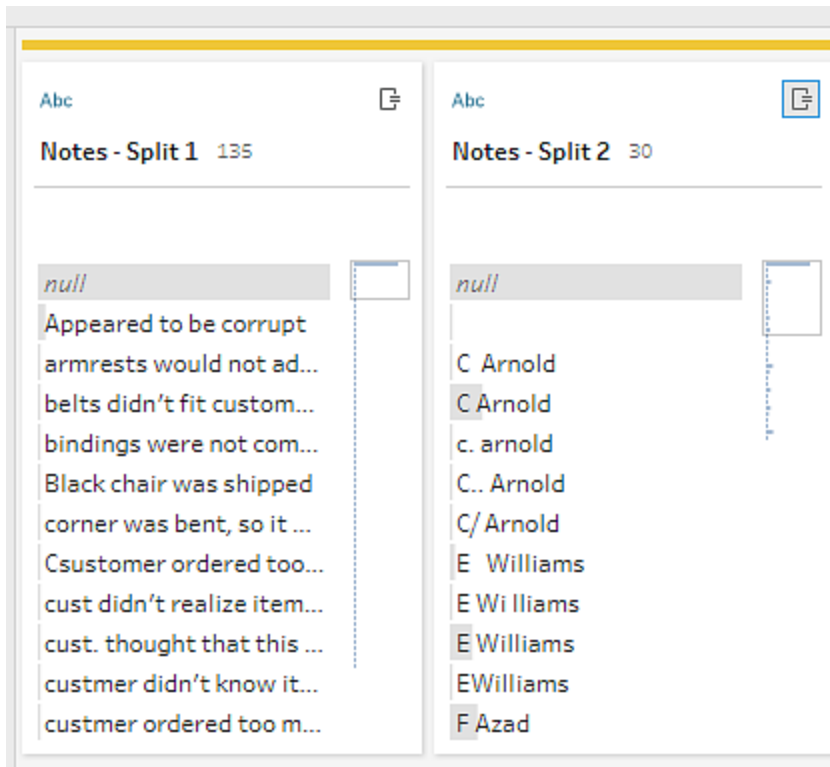 Abc
Notes - Split 1 135
null
Appeared to be corrupt
armrests would not ad...
belts didn’t fit custom...
bindings were not com...
Black chair was shipped
corner was bent, so it ...
Csustomer ordered too...
cust didn’t realize item...
cust. thought that this ...
custmer didn’t know it...
custmer ordered too m...
Abc
Notes - Split 2 30
null
C  Arnold
C Arnold
c. arnold
C.. Arnold
C/ Arnold
E   Williams
E Wi lliams
E Williams
EWilliams
F Azad